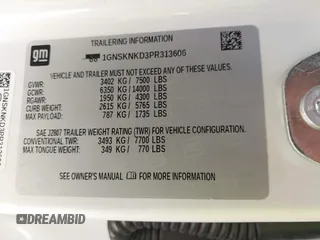 gm
TRAILERING INFORMATION
1GNSKNKD3PR313606
VEHICLE AND TRAILER MUST NOT EXCEED ANY RATING
GVWR: 3402 KG / 7500 LBS
GCWR: 6350 KG / 14000 LBS
RGAWR: 1950 KG / 4300 LBS
CURB WEIGHT: 2615 KG / 5765 LBS
MAX PAYLOAD: 787 KG / 1735 LBS
SAE J2807 TRAILER WEIGHT RATING (TWR) FOR VEHICLE CONFIGURATION.
CONVENTIONAL TWR: 3493 KG / 7700 LBS
MAX TONGUE WEIGHT: 349 KG / 770 LBS
SEE OWNER'S MANUAL FOR MORE INFORMATION
DREAMBID